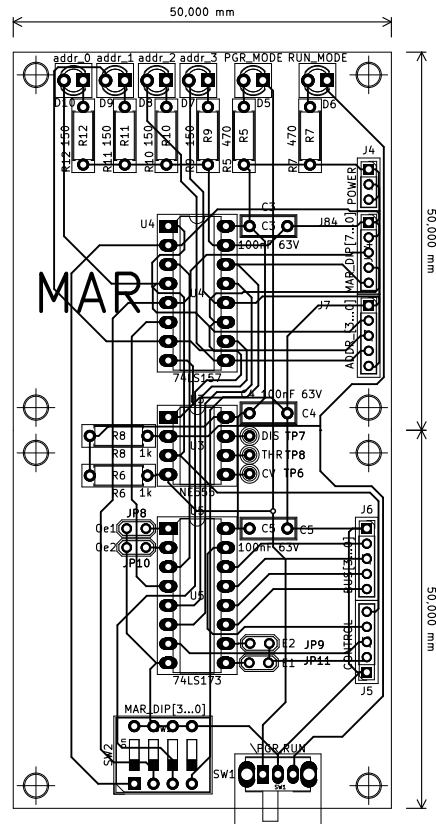 50,000 mm
addr_0 addr_1 addr_2 addr_3 PGR_MODE RUN_MODE
D10 D9 D8 D7 D5 D6
R12 150 R12
R11 150 R11
R10 150 R10
R9 150 R9
R5 470 R5
R7 470 R7
J4
POWER
C3
U4 C3 J84
100nF 63V
MAR_DIP[7..0]
50,000 mm
MAR
U4
J7
ADDR_[3..0]
74LS157
C4 100nF 63V
C4
R8
1k
U3
DIS TP7
THR TP8
CV TP6
R6
R6 1k
NE556
J6
JP8
Oe1
Oe2
JP10
U5
C5 C5
100nF 63V
BUS[3..0]
U6
50,000 mm
CONTROL
E2 JP9
E1 JP11
74LS173
J5
MAR_DIP[3...0]
SW2
on
PGR RUN
SW1
SW1